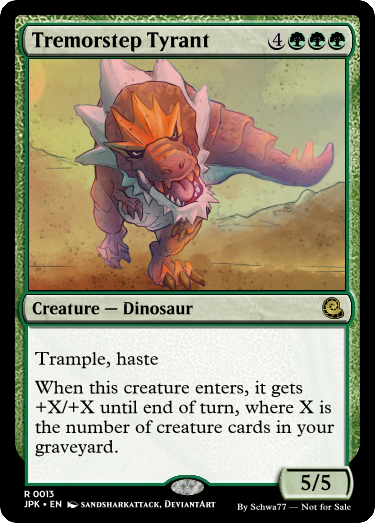 Tremorstep Tyrant 4
Creature — Dinosaur
Trample, haste
When this creature enters, it gets
+X/+X until end of turn, where X is
the number of creature cards in your
graveyard.
5/5
R 0013
JPK • EN SANDSHARKATTACK, DEVIANTART
By Schwa77 — Not for Sale